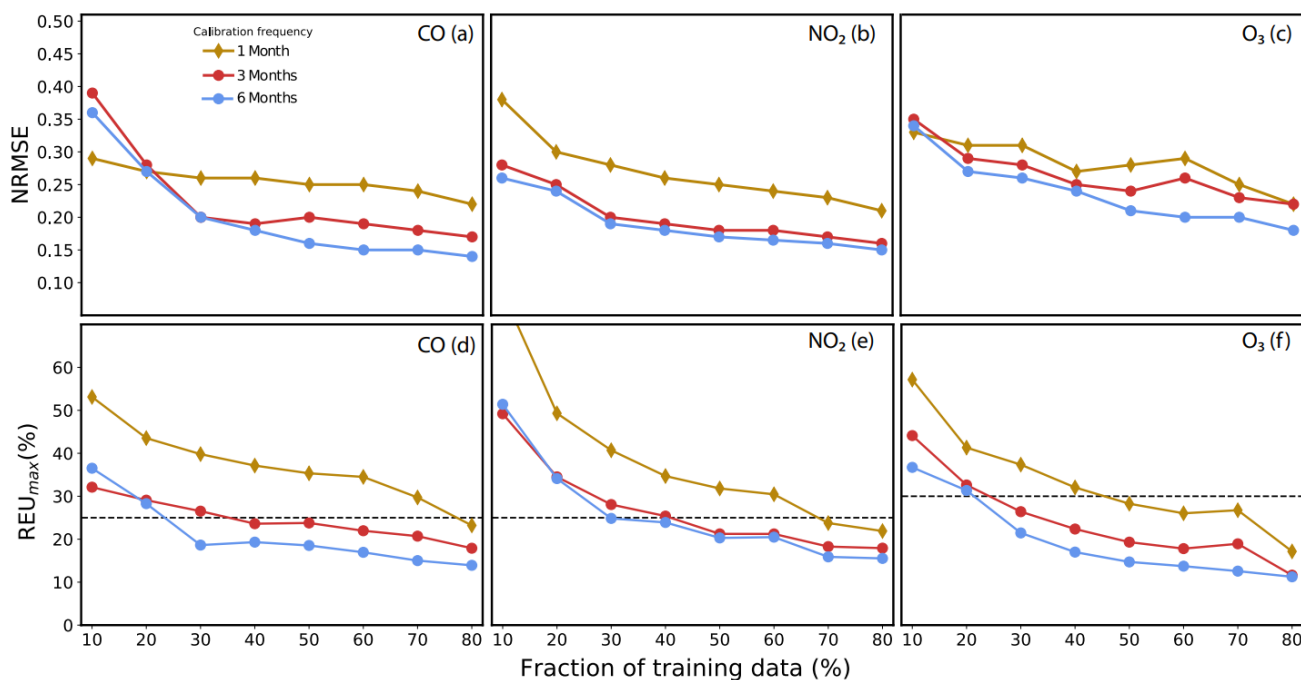 CO (a)
NO₂ (b)
O₃ (c)
Calibration frequency
1 Month
3 Months
6 Months
NRMSE
0.50
0.45
0.40
0.35
0.30
0.25
0.20
0.15
0.10
CO (d)
NO₂ (e)
O₃ (f)
REUmax(%)
60
50
40
30
20
10
0
10 20 30 40 50 60 70 80
10 20 30 40 50 60 70 80
10 20 30 40 50 60 70 80
Fraction of training data (%)